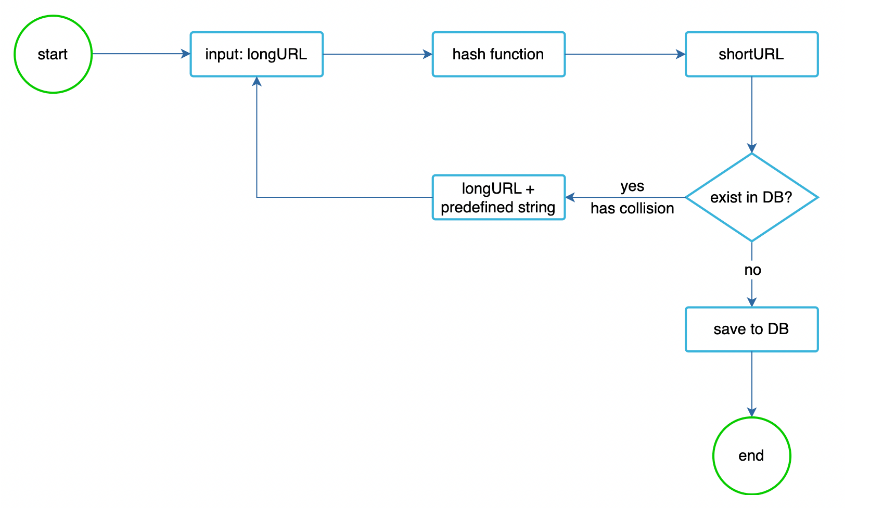 start
input: longURL
hash function
shortURL
exist in DB?
yes
has collision
longURL +
predefined string
no
save to DB
end